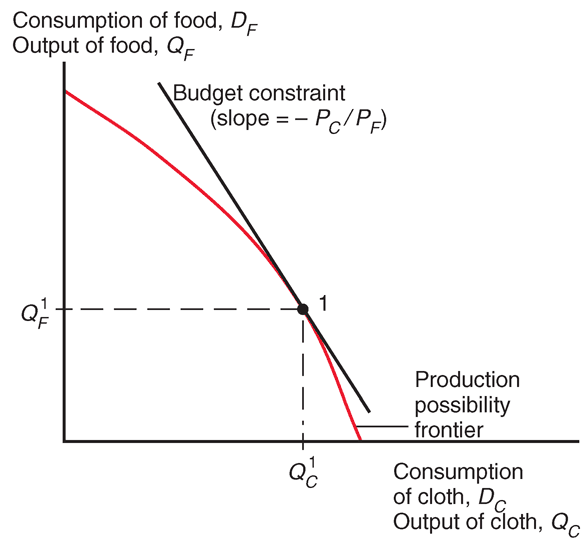 Consumption of food, D_F
Output of food, Q_F
Budget constraint
(slope = – P_C/P_F)
1
Q_F^1
Production
possibility
frontier
Q_C^1
Consumption
of cloth, D_C
Output of cloth, Q_C